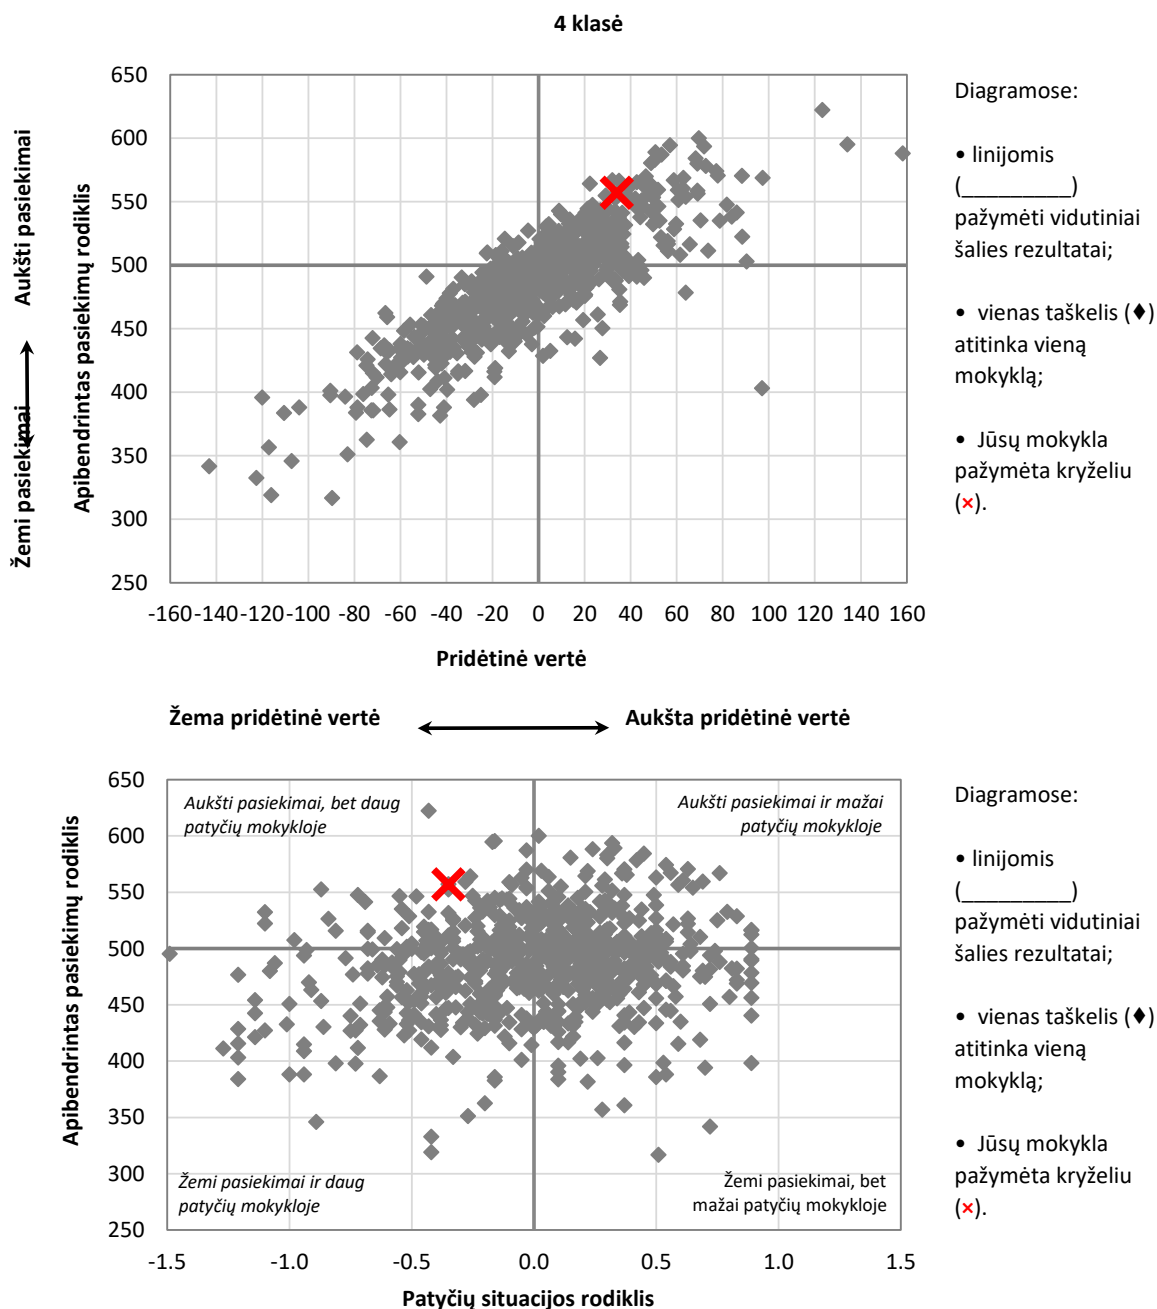 4 klasė
650
600
550
500
450
400
350
300
250
Aukšti pasiekimai
Žemi pasiekimai
Apibendrintas pasiekimų rodiklis
-160 -140 -120 -100 -80 -60 -40 -20 0 20 40 60 80 100 120 140 160
Pridėtinė vertė
Žema pridėtinė vertė
Aukšta pridėtinė vertė
Diagramose:
• linijomis
(_________)
pažymėti vidutiniai
šalies rezultatai;
• vienas taškelis (♦)
atitinka vieną
mokyklą;
• Jūsų mokykla
pažymėta kryželiu
(×).
650
600
550
500
450
400
350
300
250
Apibendrintas pasiekimų rodiklis
Aukšti pasiekimai, bet daug
patyčių mokykloje
Aukšti pasiekimai ir mažai
patyčių mokykloje
Žemi pasiekimai ir daug
patyčių mokykloje
Žemi pasiekimai, bet
mažai patyčių mokykloje
-1.5 -1.0 -0.5 0.0 0.5 1.0 1.5
Patyčių situacijos rodiklis
Diagramose:
• linijomis
(_________)
pažymėti vidutiniai
šalies rezultatai;
• vienas taškelis (♦)
atitinka vieną
mokyklą;
• Jūsų mokykla
pažymėta kryželiu
(×).